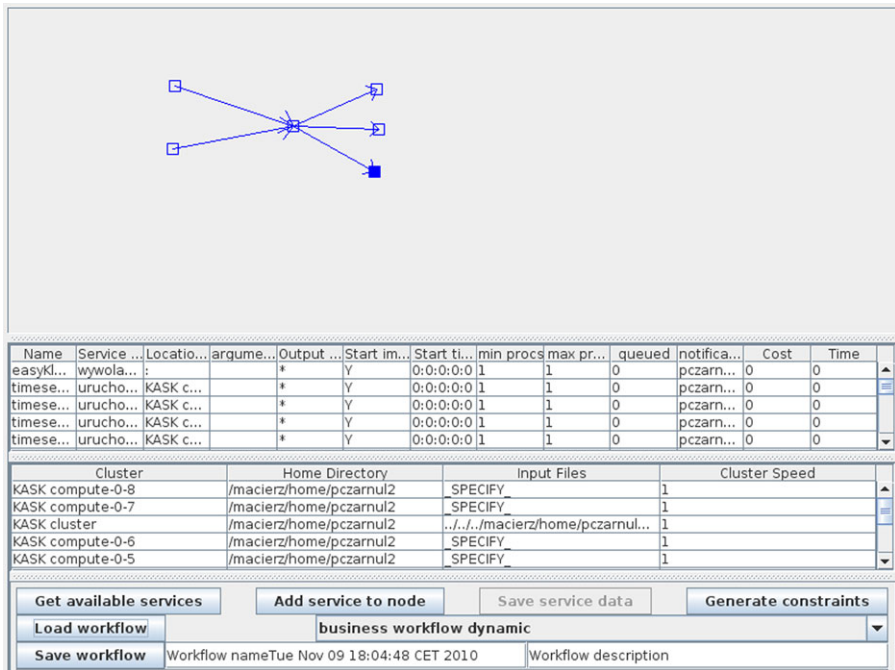 Name Service ... Locatio... argume... Output ... Start im... Start ti... min procs max pr... queued notifica... Cost Time
easyKl... wywola... : * Y 0:0:0:0:0 1 1 0 pczarn... 0 0
timese... urucho... KASK c... * Y 0:0:0:0:0 1 1 0 pczarn... 0 0
timese... urucho... KASK c... * Y 0:0:0:0:0 1 1 0 pczarn... 0 0
timese... urucho... KASK c... * Y 0:0:0:0:0 1 1 0 pczarn... 0 0
timese... urucho... KASK c... * Y 0:0:0:0:0 1 1 0 pczarn... 0 0
Cluster Home Directory Input Files Cluster Speed
KASK compute-0-8 /macierz/home/pczarnul2 _SPECIFY_ 1
KASK compute-0-7 /macierz/home/pczarnul2 _SPECIFY_ 1
KASK cluster /macierz/home/pczarnul2 ../../../macierz/home/pczarnul... 1
KASK compute-0-6 /macierz/home/pczarnul2 _SPECIFY_ 1
KASK compute-0-5 /macierz/home/pczarnul2 _SPECIFY_ 1
Get available services Add service to node Save service data Generate constraints
Load workflow business workflow dynamic
Save workflow Workflow nameTue Nov 09 18:04:48 CET 2010 Workflow description